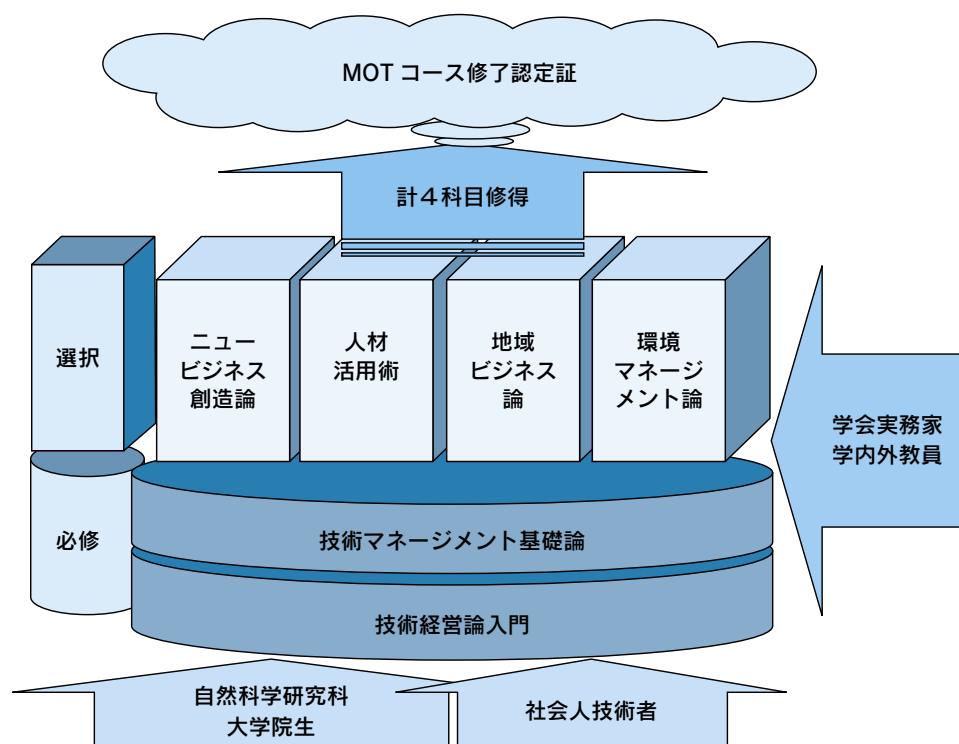 MOT コース修了認定証
計４科目修得
選択
ニュー
ビジネス
創造論
人材
活用術
地域
ビジネス
論
環境
マネージ
メント論
学会実務家
学内外教員
必修
技術マネージメント基礎論
技術経営論入門
自然科学研究科
大学院生
社会人技術者